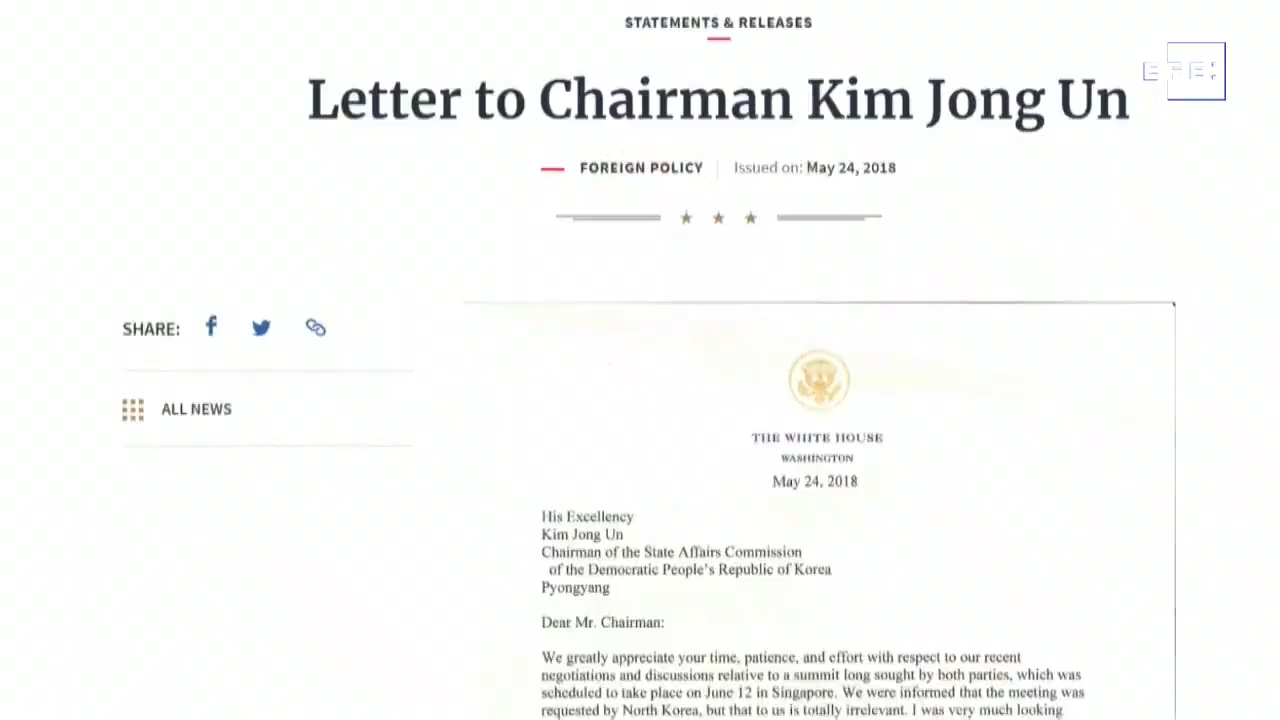 STATEMENTS & RELEASES
EFE:
Letter to Chairman Kim Jong Un
FOREIGN POLICY Issued on: May 24, 2018
SHARE:
ALL NEWS
THE WHITE HOUSE
WASHINGTON
May 24, 2018
His Excellency
Kim Jong Un
Chairman of the State Affairs Commission
of the Democratic People's Republic of Korea
Pyongyang
Dear Mr. Chairman:
We greatly appreciate your time, patience, and effort with respect to our recent
negotiations and discussions relative to a summit long sought by both parties, which was
scheduled to take place on June 12 in Singapore. We were informed that the meeting was
requested by North Korea, but that to us is totally irrelevant. I was very much looking